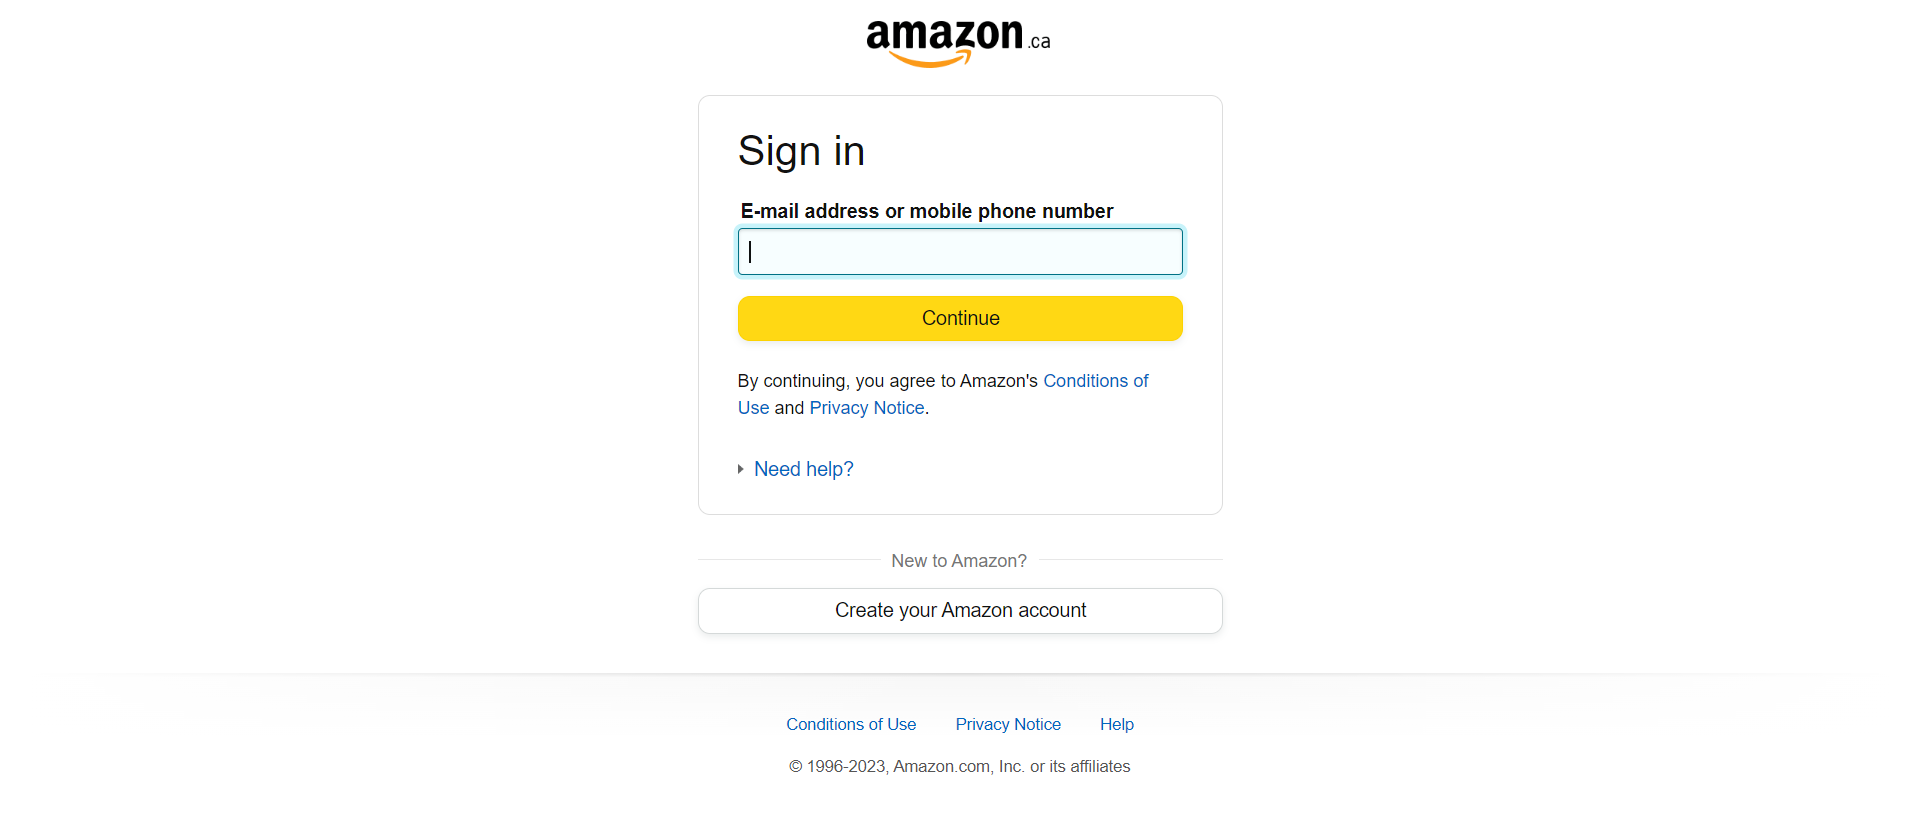 amazon.ca
Sign in
E-mail address or mobile phone number
Continue
By continuing, you agree to Amazon's Conditions of
Use and Privacy Notice.
Need help?
New to Amazon?
Create your Amazon account
Conditions of Use Privacy Notice Help
© 1996-2023, Amazon.com, Inc. or its affiliates